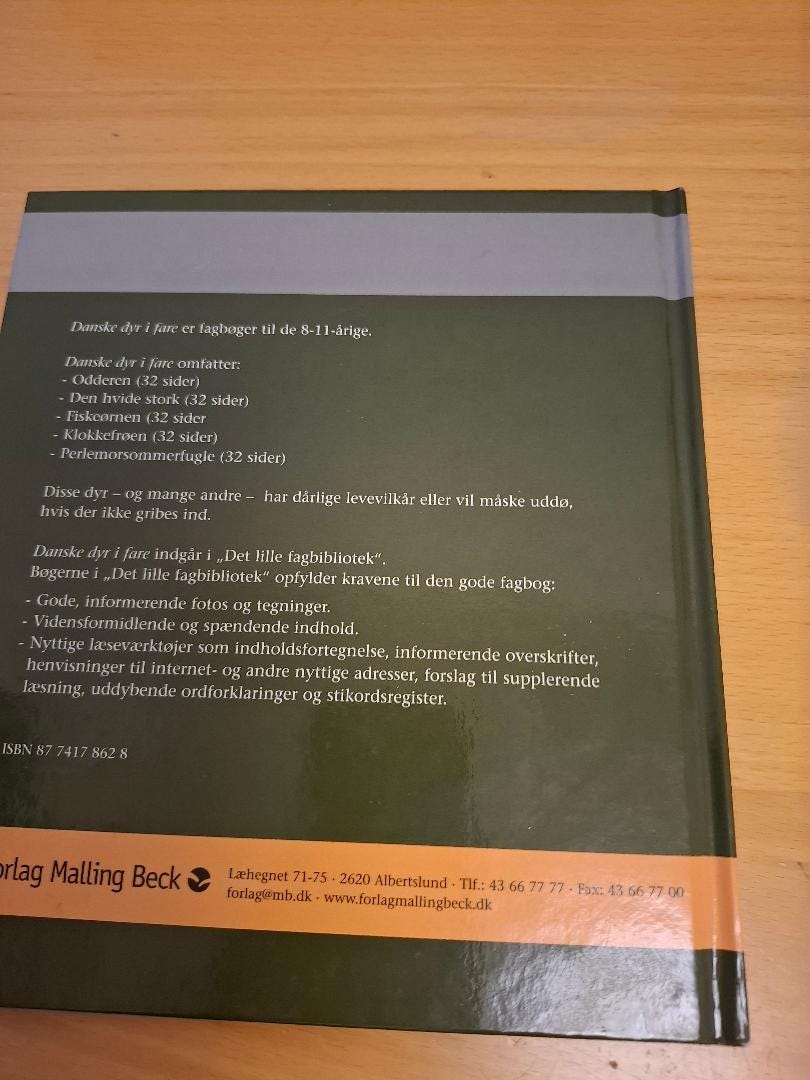 Danske dyr i fare er fagbøger til de 8-11-årige.
Danske dyr i fare omfatter:
- Odderen (32 sider)
- Den hvide stork (32 sider)
- Fiskeørnen (32 sider
- Klokkefrøen (32 sider)
- Perlemorsommerfugle (32 sider)
Disse dyr – og mange andre – har dårlige levevilkår eller vil måske uddø,
hvis der ikke gribes ind.
Danske dyr i fare indgår i „Det lille fagbibliotek“.
Bøgerne i „Det lille fagbibliotek“ opfylder kravene til den gode fagbog:
- Gode, informerende fotos og tegninger.
- Vidensformidlende og spændende indhold.
- Nyttige læseværktøjer som indholdsfortegnelse, informerende overskrifter,
henvisninger til internet- og andre nyttige adresser, forslag til supplerende
læsning, uddybende ordforklaringer og stikordsregister.
ISBN 87 7417 862 8
orlag Malling Beck
Læhegnet 71-75 · 2620 Albertslund · Tlf.: 43 66 77 77 · Fax: 43 66 77 00
forlag@mb.dk · www.forlagmallingbeck.dk